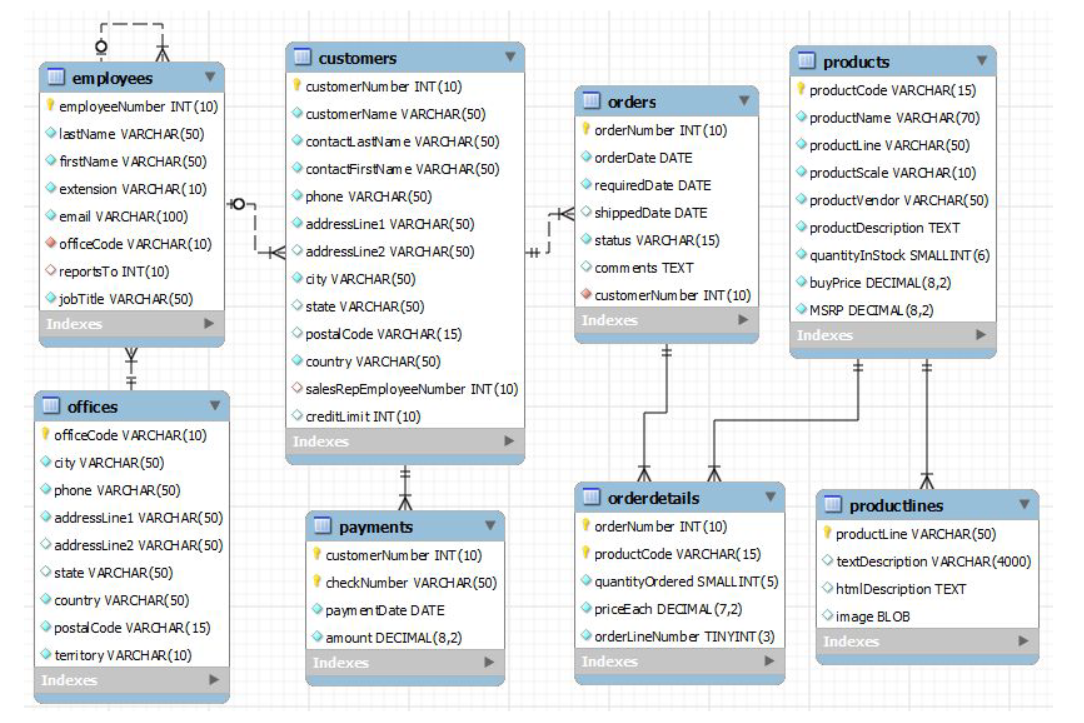 employees
employeeNumber INT(10)
lastName VARCHAR(50)
firstName VARCHAR(50)
extension VARCHAR(10)
email VARCHAR(100)
officeCode VARCHAR(10)
reportsTo INT(10)
jobTitle VARCHAR(50)
Indexes
offices
officeCode VARCHAR(10)
city VARCHAR(50)
phone VARCHAR(50)
addressLine1 VARCHAR(50)
addressLine2 VARCHAR(50)
state VARCHAR(50)
country VARCHAR(50)
postalCode VARCHAR(15)
territory VARCHAR(10)
Indexes
customers
customerNumber INT(10)
customerName VARCHAR(50)
contactLastName VARCHAR(50)
contactFirstName VARCHAR(50)
phone VARCHAR(50)
addressLine1 VARCHAR(50)
addressLine2 VARCHAR(50)
city VARCHAR(50)
state VARCHAR(50)
postalCode VARCHAR(15)
country VARCHAR(50)
salesRepEmployeeNumber INT(10)
creditLimit INT(10)
Indexes
payments
customerNumber INT(10)
checkNumber VARCHAR(50)
paymentDate DATE
amount DECIMAL(8,2)
Indexes
orders
orderNumber INT(10)
orderDate DATE
requiredDate DATE
shippedDate DATE
status VARCHAR(15)
comments TEXT
customerNumber INT(10)
Indexes
orderdetails
orderNumber INT(10)
productCode VARCHAR(15)
quantityOrdered SMALLINT(5)
priceEach DECIMAL(7,2)
orderLineNumber TINYINT(3)
Indexes
products
productCode VARCHAR(15)
productName VARCHAR(70)
productLine VARCHAR(50)
productScale VARCHAR(10)
productVendor VARCHAR(50)
productDescription TEXT
quantityInStock SMALLINT(6)
buyPrice DECIMAL(8,2)
MSRP DECIMAL(8,2)
Indexes
productlines
productLine VARCHAR(50)
textDescription VARCHAR(4000)
htmlDescription TEXT
image BLOB
Indexes